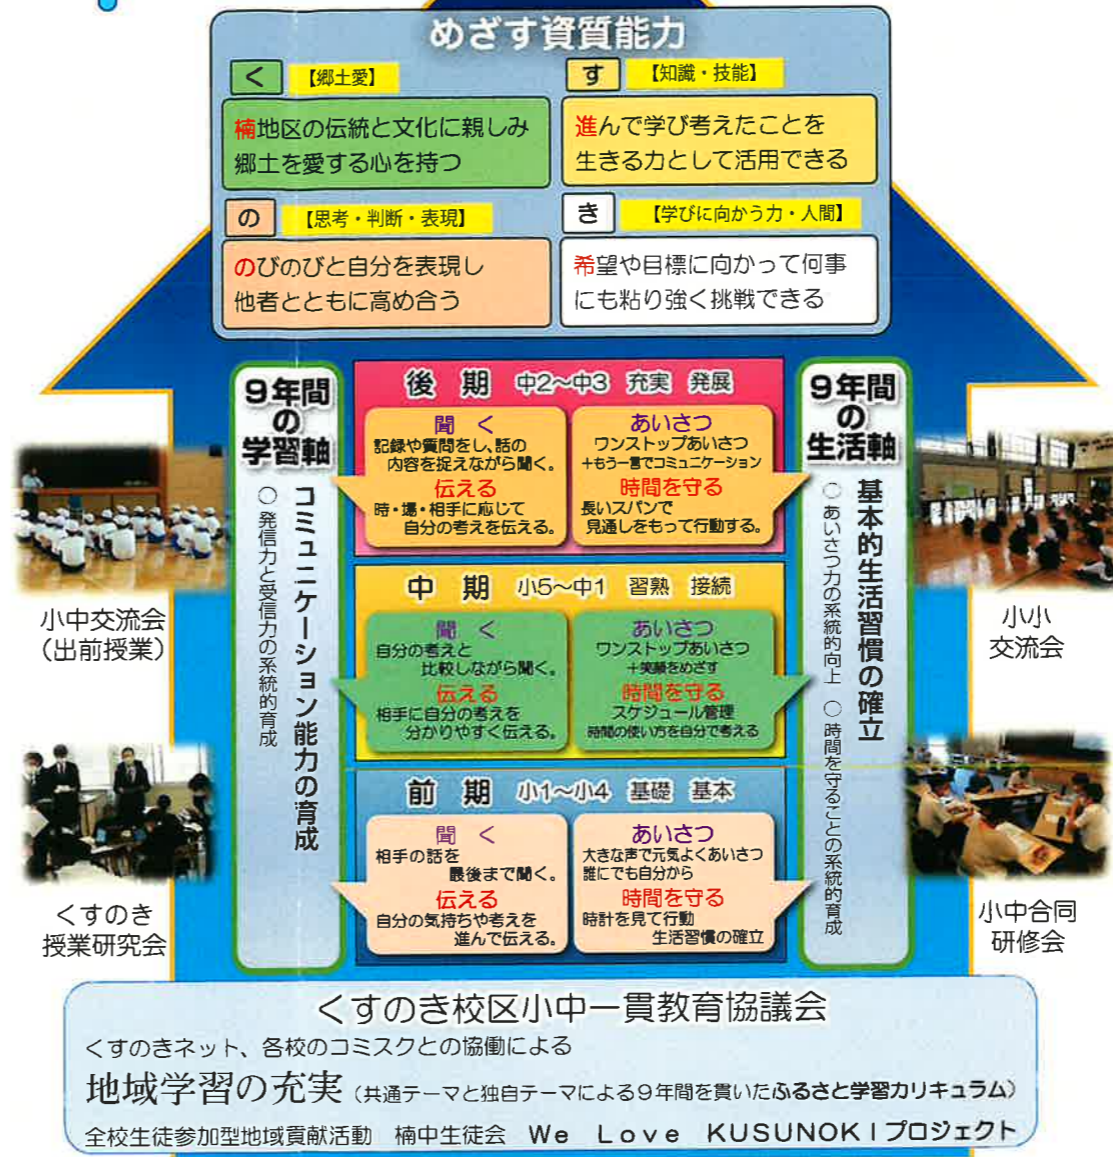 めざす資質能力
く 【郷土愛】
楠地区の伝統と文化に親しみ
郷土を愛する心を持つ
す 【知識・技能】
進んで学び考えたことを
生きる力として活用できる
の 【思考・判断・表現】
のびのびと自分を表現し
他者とともに高め合う
き 【学びに向かう力・人間】
希望や目標に向かって何事
にも粘り強く挑戦できる
9年間
の
学習軸
コミュニケーション能力の育成
○ 発信力と受信力の系統的育成
後 期 中2~中3 充実 発展
聞 く
記録や質問をし、話の
内容を捉えながら聞く。
伝える
時・場・相手に応じて
自分の考えを伝える。
あいさつ
ワンストップあいさつ
+もう一言でコミュニケーション
時間を守る
長いスパンで
見通しをもって行動する。
中 期 小5~中1 習熟 接続
聞 く
自分の考えと
比較しながら聞く。
伝える
相手に自分の考えを
分かりやすく伝える。
あいさつ
ワンストップあいさつ
+笑顔をめざす
時間を守る
スケジュール管理
時間の使い方を自分で考える
前 期 小1~小4 基礎 基本
聞 く
相手の話を
最後まで聞く。
伝える
自分の気持ちや考えを
進んで伝える。
あいさつ
大きな声で元気よくあいさつ
誰にでも自分から
時間を守る
時計を見て行動
生活習慣の確立
9年間
の
生活軸
基本的生活習慣の確立
○ あいさつ力の系統的向上 ○ 時間を守ることの系統的育成
小中交流会
(出前授業)
くすのき
授業研究会
小小
交流会
小中合同
研修会
くすのき校区小中一貫教育協議会
くすのきネット、各校のコミスクとの協働による
地域学習の充実(共通テーマと独自テーマによる9年間を貫いたふるさと学習カリキュラム)
全校生徒参加型地域貢献活動 楠中生徒会 We Love KUSUNOKIプロジェクト